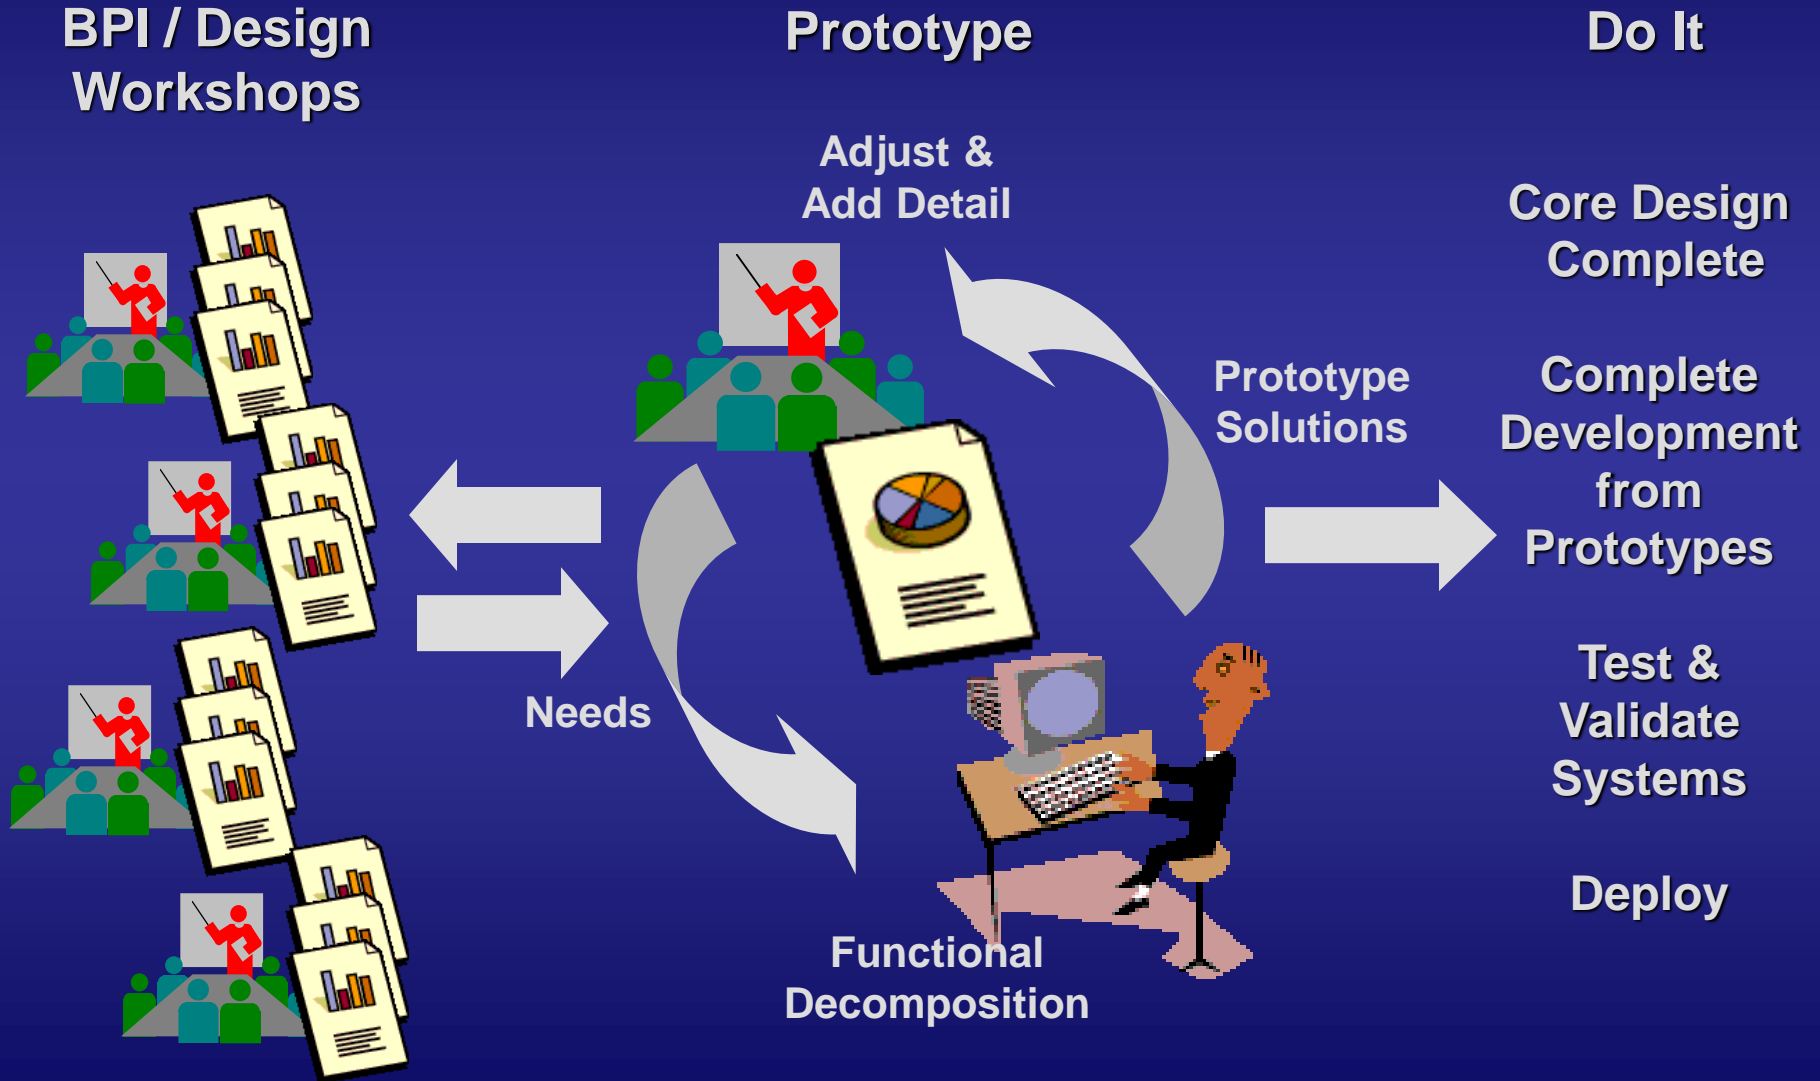 BPI / Design
Workshops
Prototype
Do It
Adjust &
Add Detail
Prototype
Solutions
Needs
Functional
Decomposition
Core Design
Complete
Complete
Development
from
Prototypes
Test &
Validate
Systems
Deploy